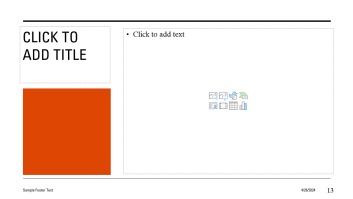 CLICK TO
ADD TITLE
• Click to add text
Sample Footer Text
4/26/2024
13